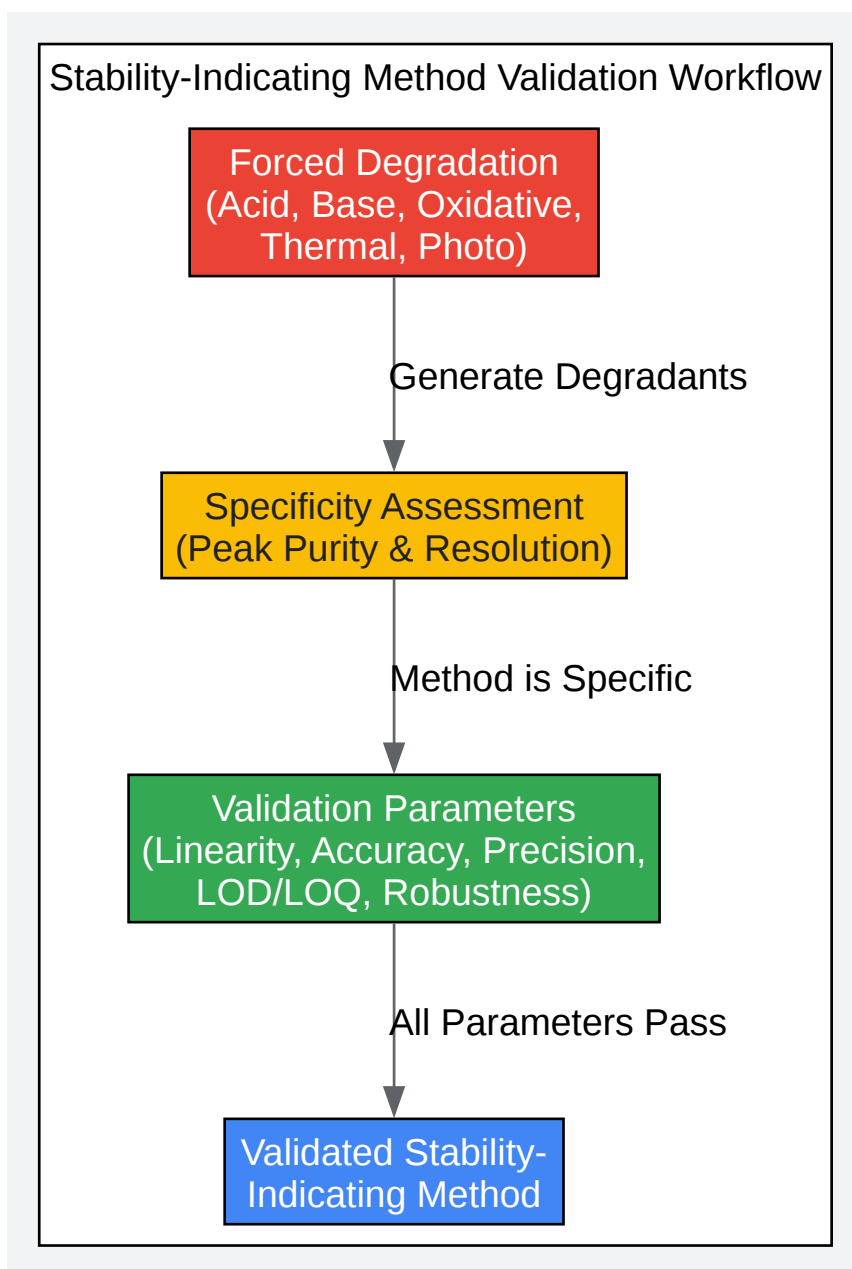 Stability-Indicating Method Validation Workflow
Forced Degradation
(Acid, Base, Oxidative,
Thermal, Photo)
Generate Degradants
Specificity Assessment
(Peak Purity & Resolution)
Method is Specific
Validation Parameters
(Linearity, Accuracy, Precision,
LOD/LOQ, Robustness)
All Parameters Pass
Validated Stability-
Indicating Method